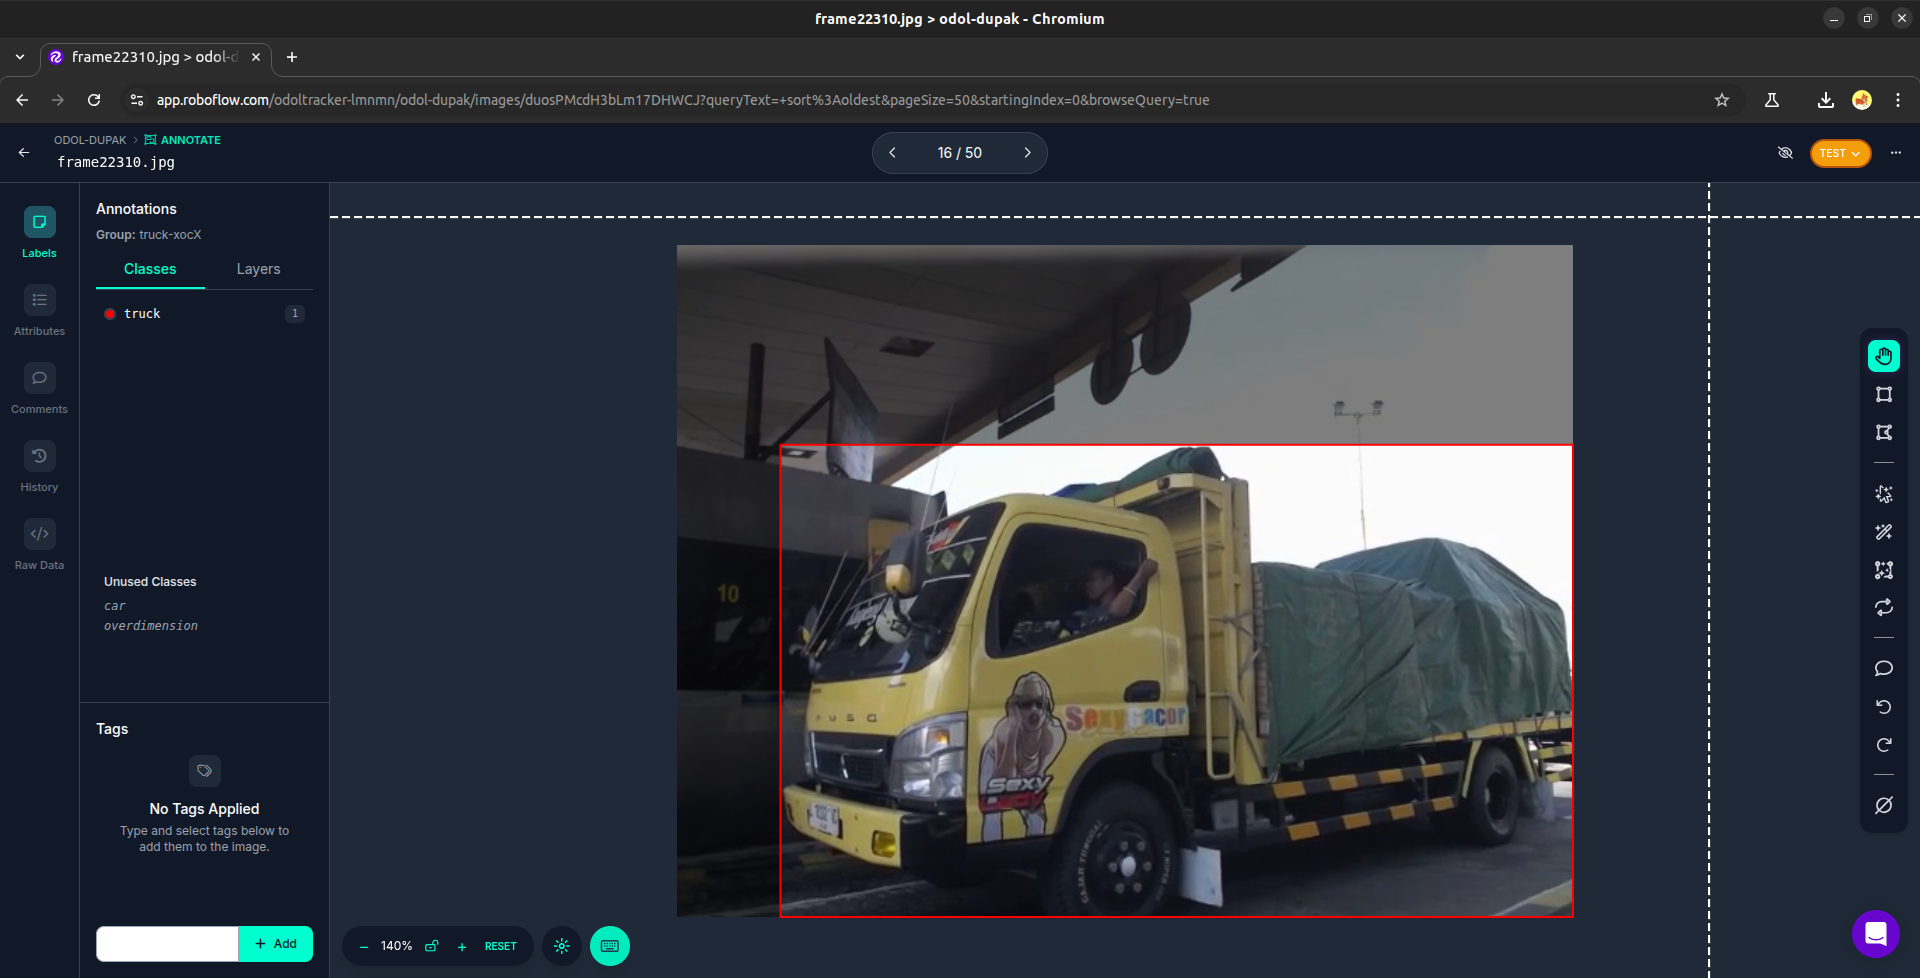 frame22310.jpg > odol-dupak - Chromium
frame22310.jpg > odol-d
app.roboflow.com/odoltracker-lmnmn/odol-dupak/images/duosPMcdH3bLm17DHWCJ?queryText=+sort%3Aoldest&pageSize=50&startingIndex=0&browseQuery=true
ODOL-DUPAK > ANNOTATE
frame22310.jpg
16 / 50
TEST
Labels
Attributes
Comments
History
Raw Data
Annotations
Group: truck-xocX
Classes
Layers
truck
1
Unused Classes
car
overdimension
Tags
No Tags Applied
Type and select tags below to
add them to the image.
+ Add
10
FUSO
Sexy Gacor
Sexy
GAJAH TUNGGAL
− 140% +
RESET